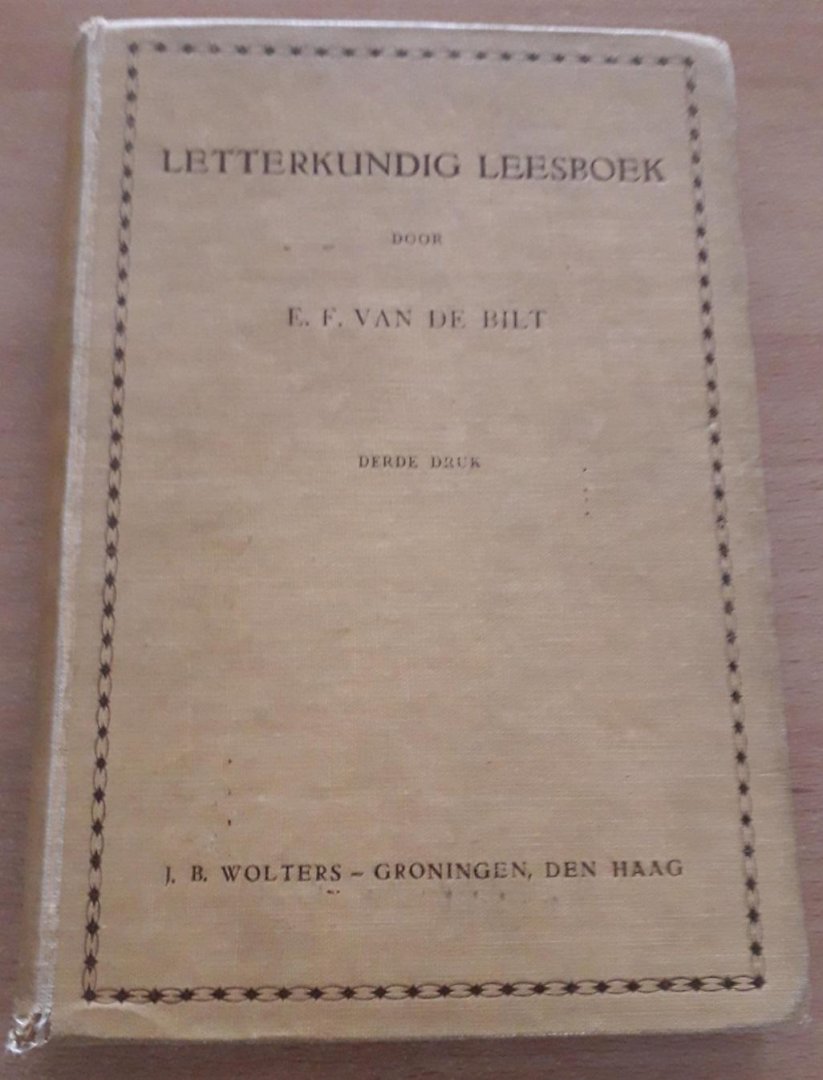 LETTERKUNDIG LEESBOEK
DOOR
E. F. VAN DE BILT
DERDE DRUK
J. B. WOLTERS – GRONINGEN, DEN HAAG